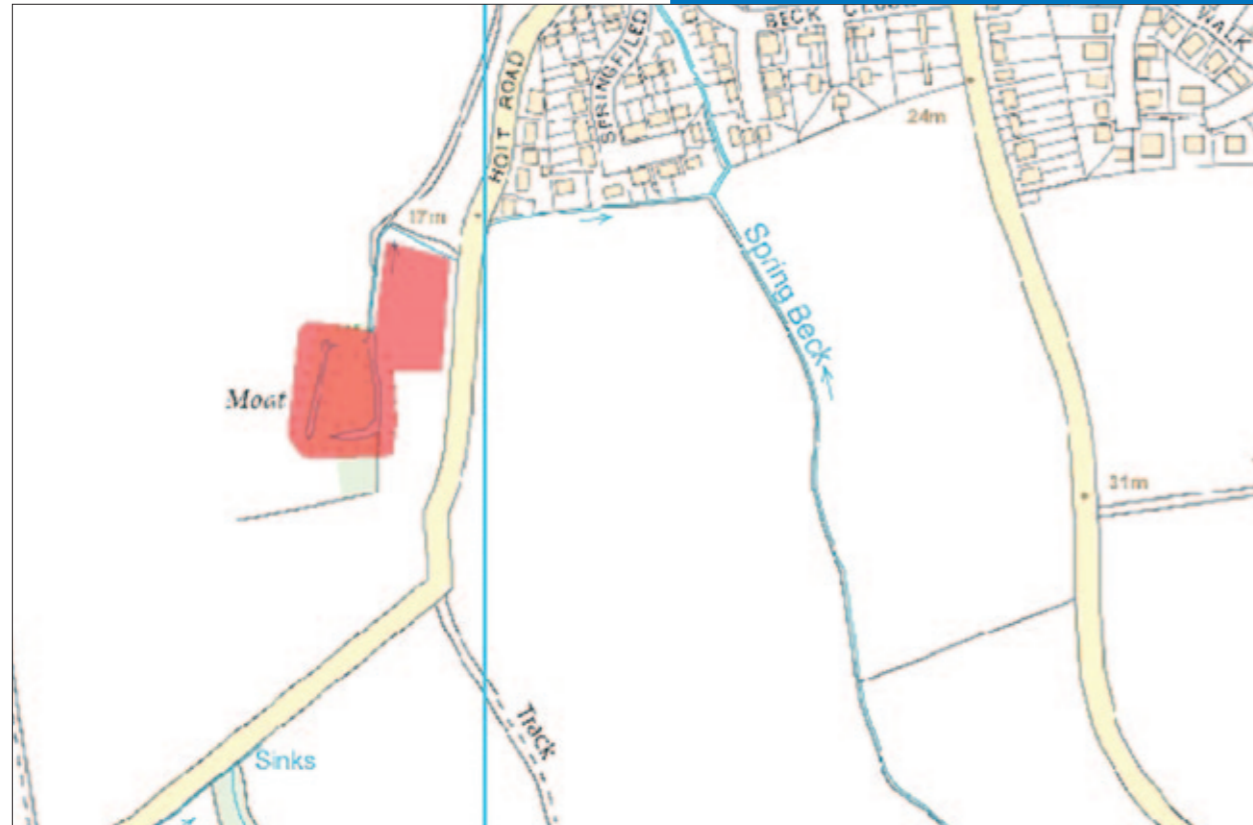 BECK
WALK
SPRINGFILED
HOLT ROAD
24m
17m
Spring Beck
Moat
31m
Track
Sinks